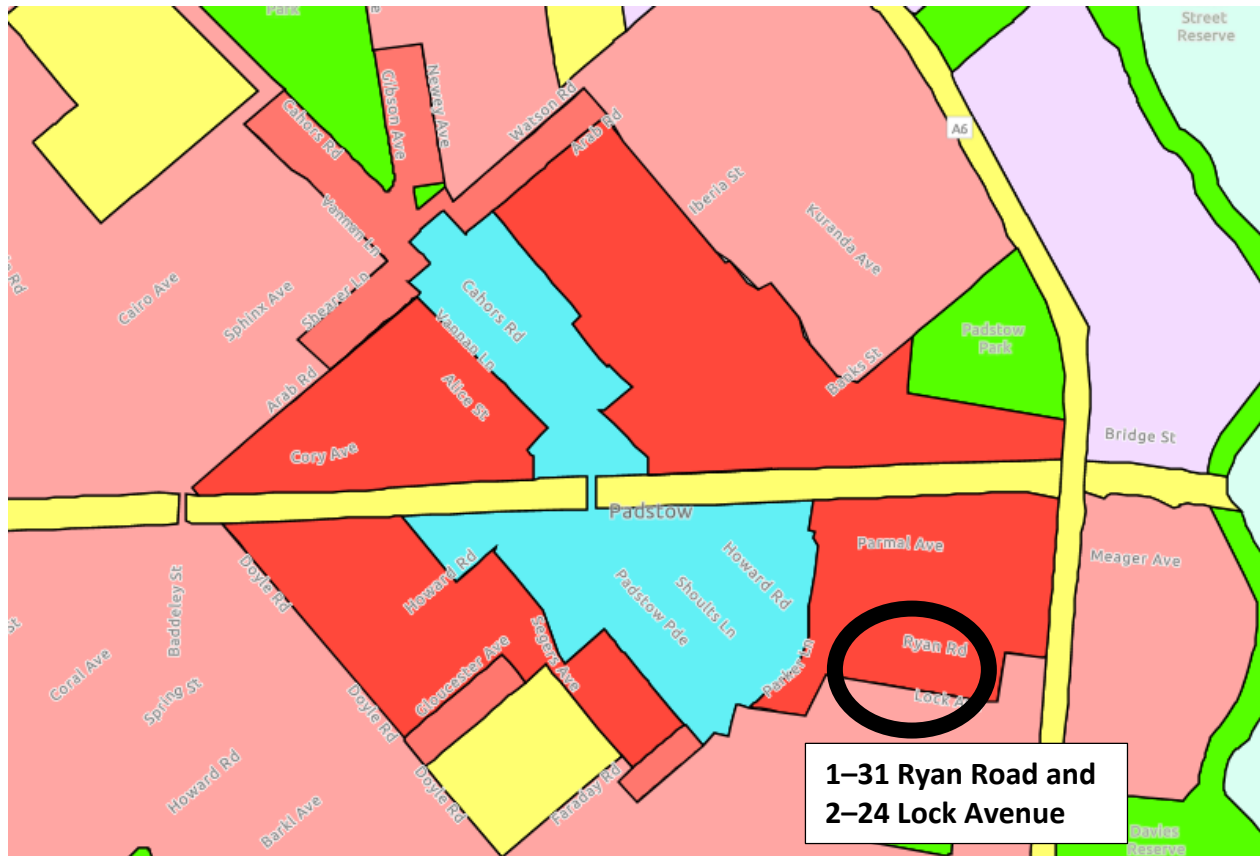 Park
Street
Reserve
Gibson Ave
Newey Ave
Cahors Rd
Watson Rd
Arab Rd
A6
Iberia St
Vannan Ln
Kuranda Ave
Cairo Ave
Sphinx Ave
Shearer Ln
Cahors Rd
Vannan Ln
Padstow
Park
Arab Rd
Alice St
Banks St
Cory Ave
Bridge St
Padstow
Parmal Ave
Meager Ave
Howard Rd
Howard Rd
Doyle Rd
Padstow Pde
Shoults Ln
Baddeley St
Segers Ave
Ryan Rd
Coral Ave
Spring St
Gloucester Ave
Parker Ln
Lock A
Doyle Rd
Howard Rd
Doyle Rd
Faraday Rd
Barkl Ave
1–31 Ryan Road and
2–24 Lock Avenue
Davies
Reserve